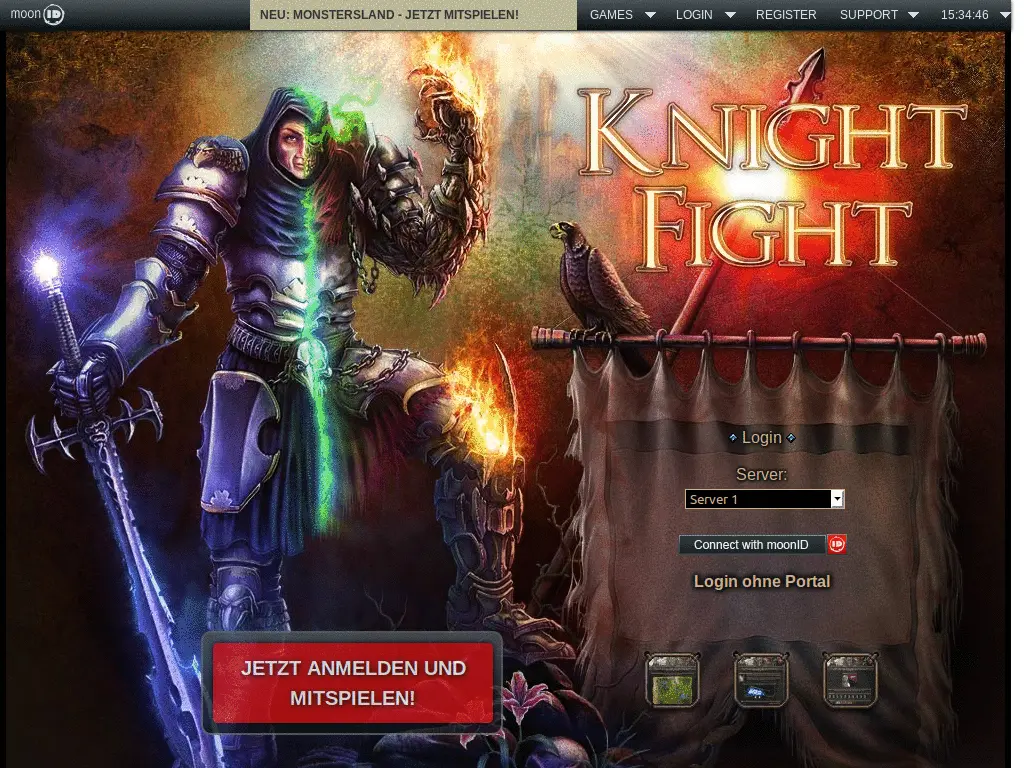 moon ID
NEU: MONSTERSLAND - JETZT MITSPIELEN!
GAMES
LOGIN
REGISTER
SUPPORT
15:34:46
KNIGHT
FIGHT
Login
Server:
Server 1
Connect with moonID
ID
Login ohne Portal
JETZT ANMELDEN UND
MITSPIELEN!